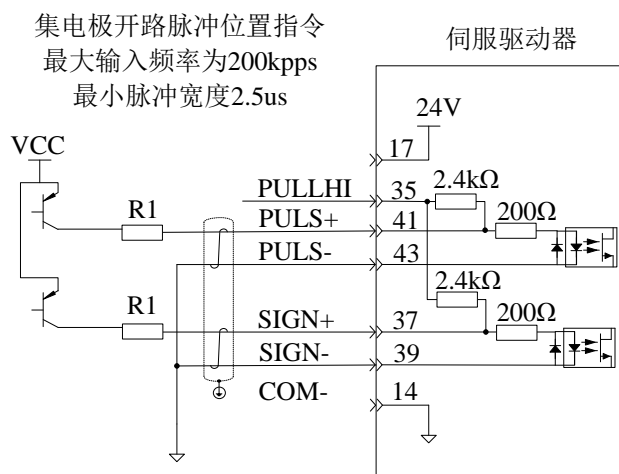 集电极开路脉冲位置指令
最大输入频率为200kpps
最小脉冲宽度2.5us
伺服驱动器
24V
VCC
17
PULLHI
35
2.4kΩ
R1
PULS+
41
200Ω
PULS-
43
2.4kΩ
R1
SIGN+
37
200Ω
SIGN-
39
COM-
14